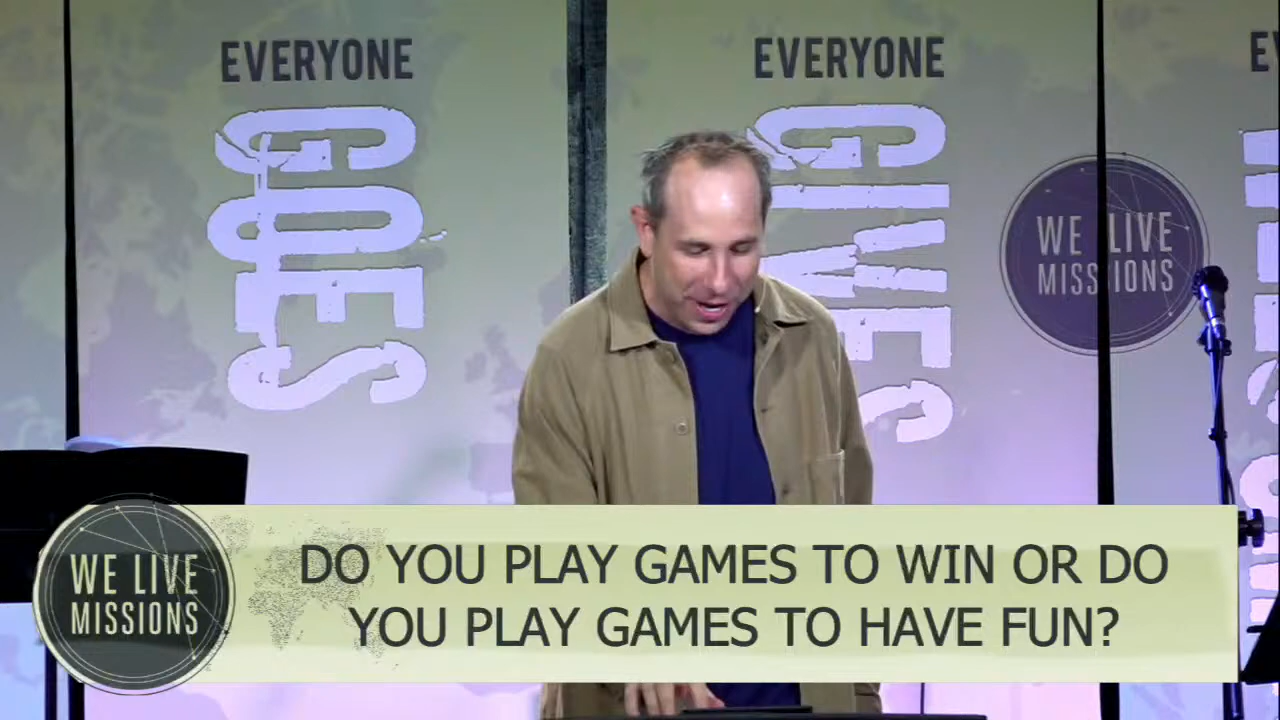 EVERYONE
GOES
EVERYONE
GIVES
WE LIVE
MISSIONS
WE LIVE
MISSIONS
DO YOU PLAY GAMES TO WIN OR DO
YOU PLAY GAMES TO HAVE FUN?